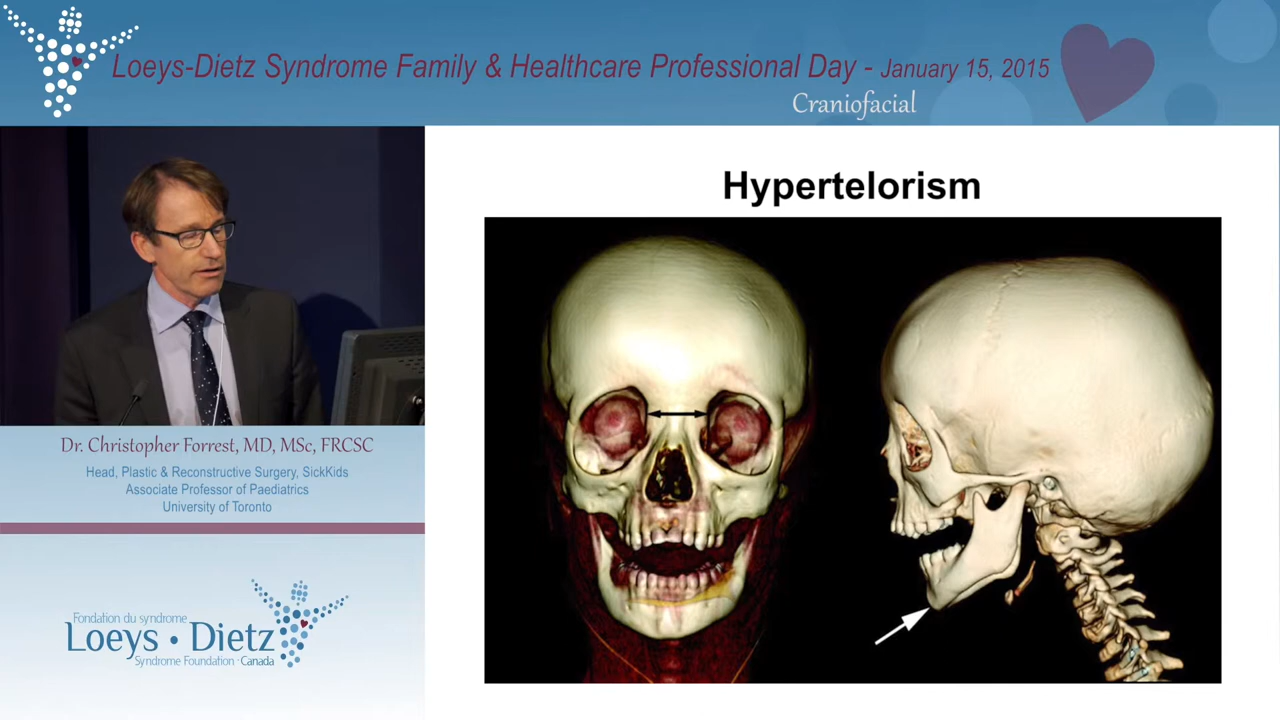 Loeys-Dietz Syndrome Family & Healthcare Professional Day - January 15, 2015
Craniofacial
Hypertelorism
Dr. Christopher Forrest, MD, MSc, FRCSC
Head, Plastic & Reconstructive Surgery, SickKids
Associate Professor of Paediatrics
University of Toronto
Fondation du syndrome
Loeys • Dietz
Syndrome Foundation · Canada